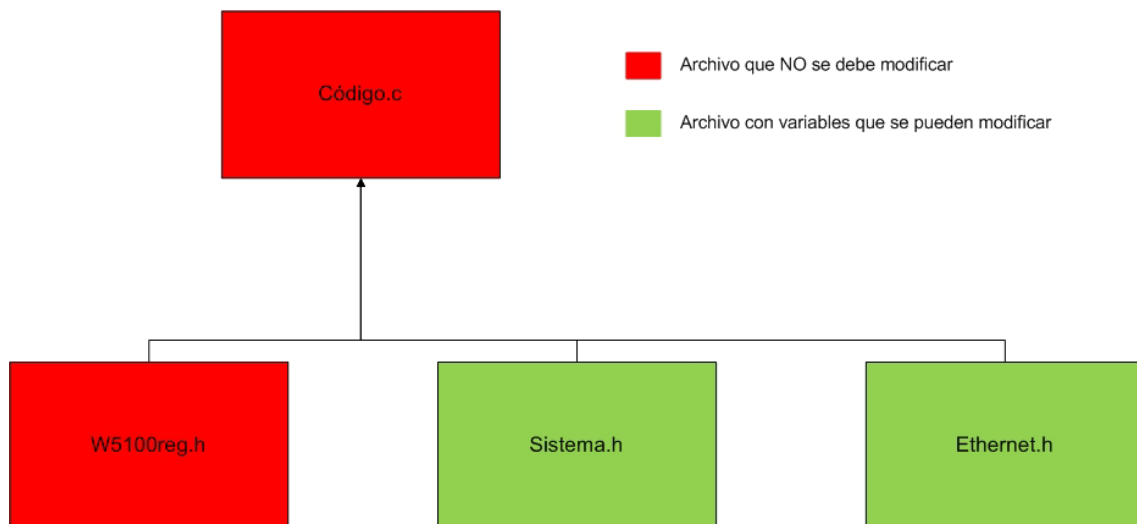 Código.c
Archivo que NO se debe modificar
Archivo con variables que se pueden modificar
W5100reg.h
Sistema.h
Ethernet.h